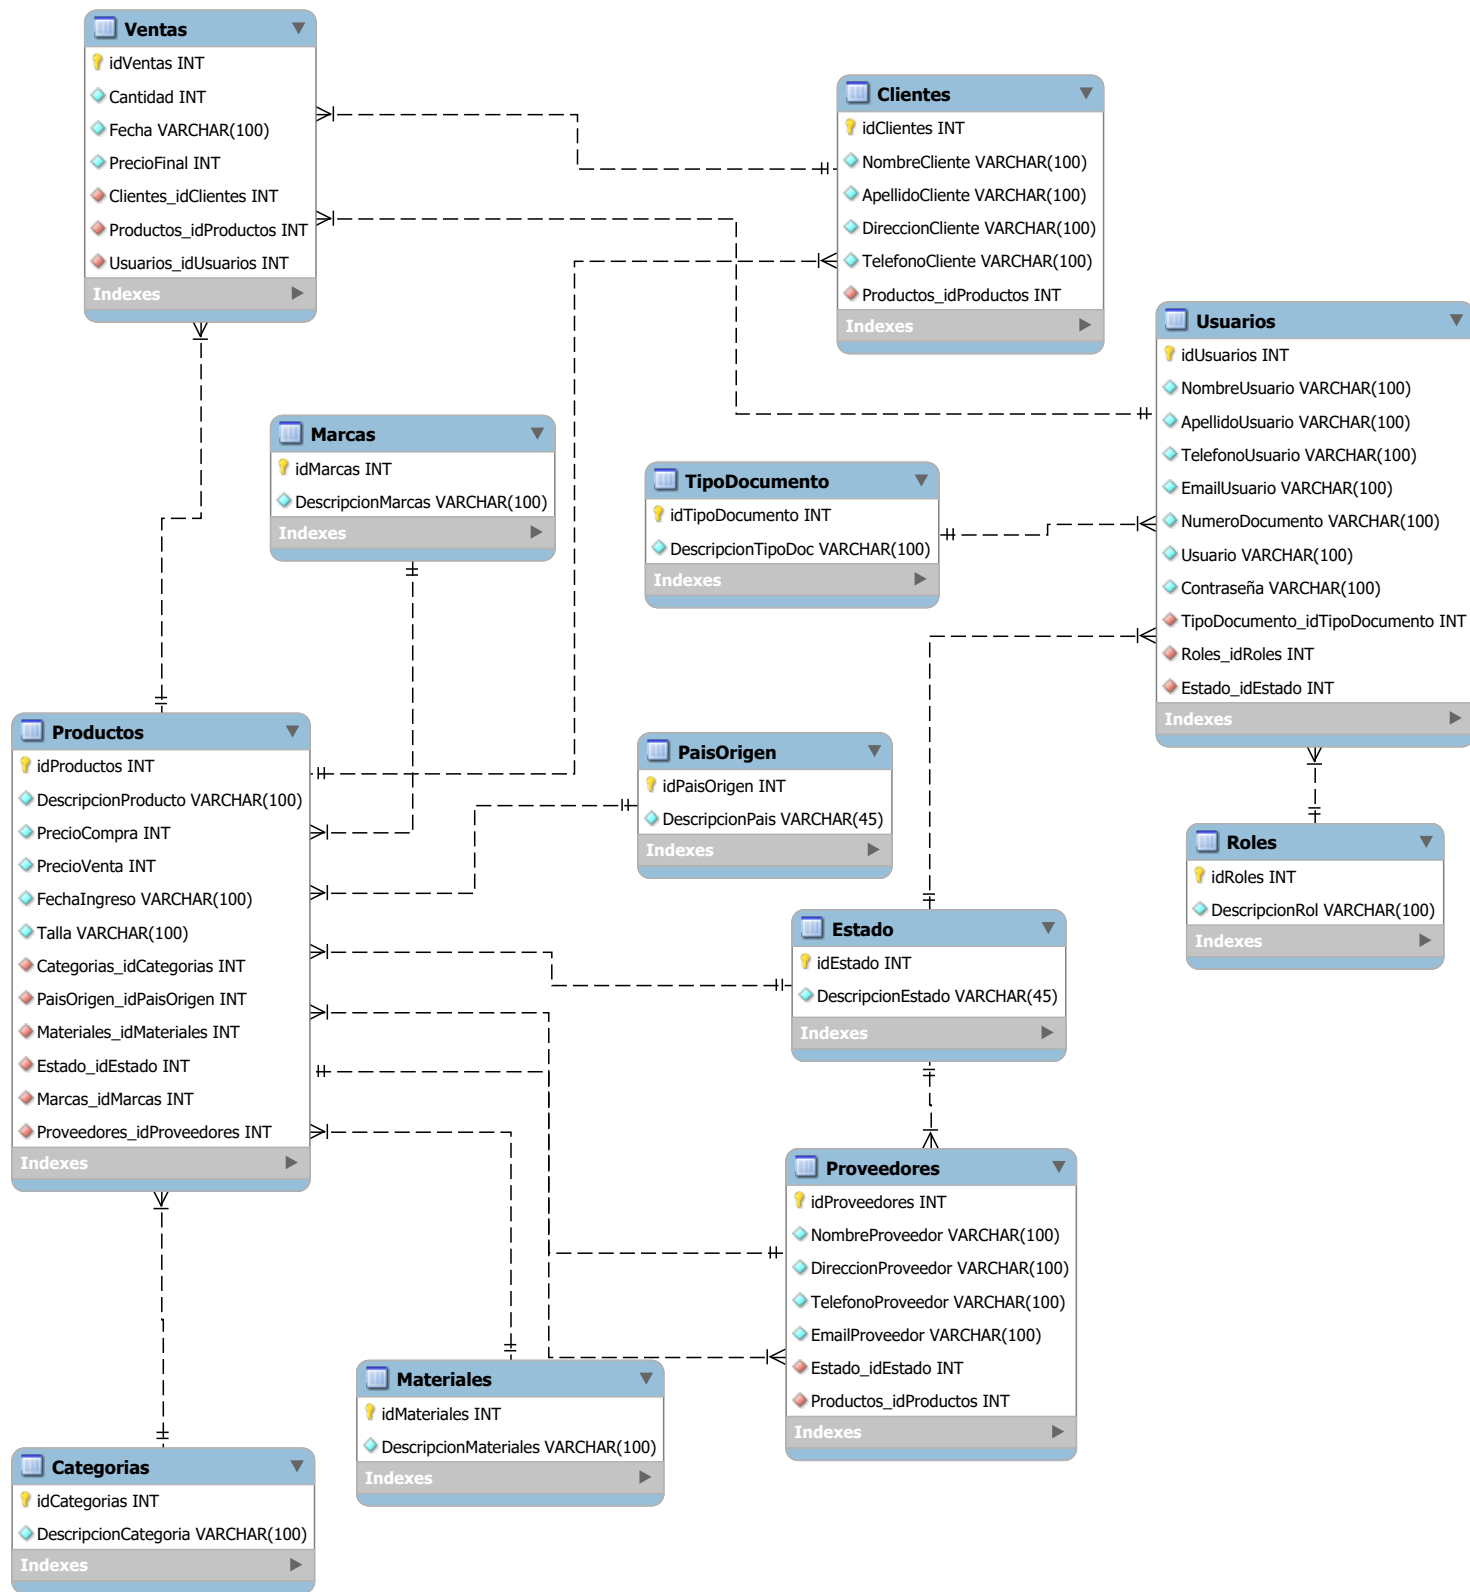 Ventas
idVentas INT
Cantidad INT
Fecha VARCHAR(100)
PrecioFinal INT
Clientes_idClientes INT
Productos_idProductos INT
Usuarios_idUsuarios INT
Indexes
Clientes
idClientes INT
NombreCliente VARCHAR(100)
ApellidoCliente VARCHAR(100)
DireccionCliente VARCHAR(100)
TelefonoCliente VARCHAR(100)
Productos_idProductos INT
Indexes
Usuarios
idUsuarios INT
NombreUsuario VARCHAR(100)
ApellidoUsuario VARCHAR(100)
TelefonoUsuario VARCHAR(100)
EmailUsuario VARCHAR(100)
NumeroDocumento VARCHAR(100)
Usuario VARCHAR(100)
Contraseña VARCHAR(100)
TipoDocumento_idTipoDocumento INT
Roles_idRoles INT
Estado_idEstado INT
Indexes
Marcas
idMarcas INT
DescripcionMarcas VARCHAR(100)
Indexes
TipoDocumento
idTipoDocumento INT
DescripcionTipoDoc VARCHAR(100)
Indexes
Productos
idProductos INT
DescripcionProducto VARCHAR(100)
PrecioCompra INT
PrecioVenta INT
FechaIngreso VARCHAR(100)
Talla VARCHAR(100)
Categorias_idCategorias INT
PaisOrigen_idPaisOrigen INT
Materiales_idMateriales INT
Estado_idEstado INT
Marcas_idMarcas INT
Proveedores_idProveedores INT
Indexes
PaisOrigen
idPaisOrigen INT
DescripcionPais VARCHAR(45)
Indexes
Roles
idRoles INT
DescripcionRol VARCHAR(100)
Indexes
Estado
idEstado INT
DescripcionEstado VARCHAR(45)
Indexes
Proveedores
idProveedores INT
NombreProveedor VARCHAR(100)
DireccionProveedor VARCHAR(100)
TelefonoProveedor VARCHAR(100)
EmailProveedor VARCHAR(100)
Estado_idEstado INT
Productos_idProductos INT
Indexes
Materiales
idMateriales INT
DescripcionMateriales VARCHAR(100)
Indexes
Categorias
idCategorias INT
DescripcionCategoria VARCHAR(100)
Indexes